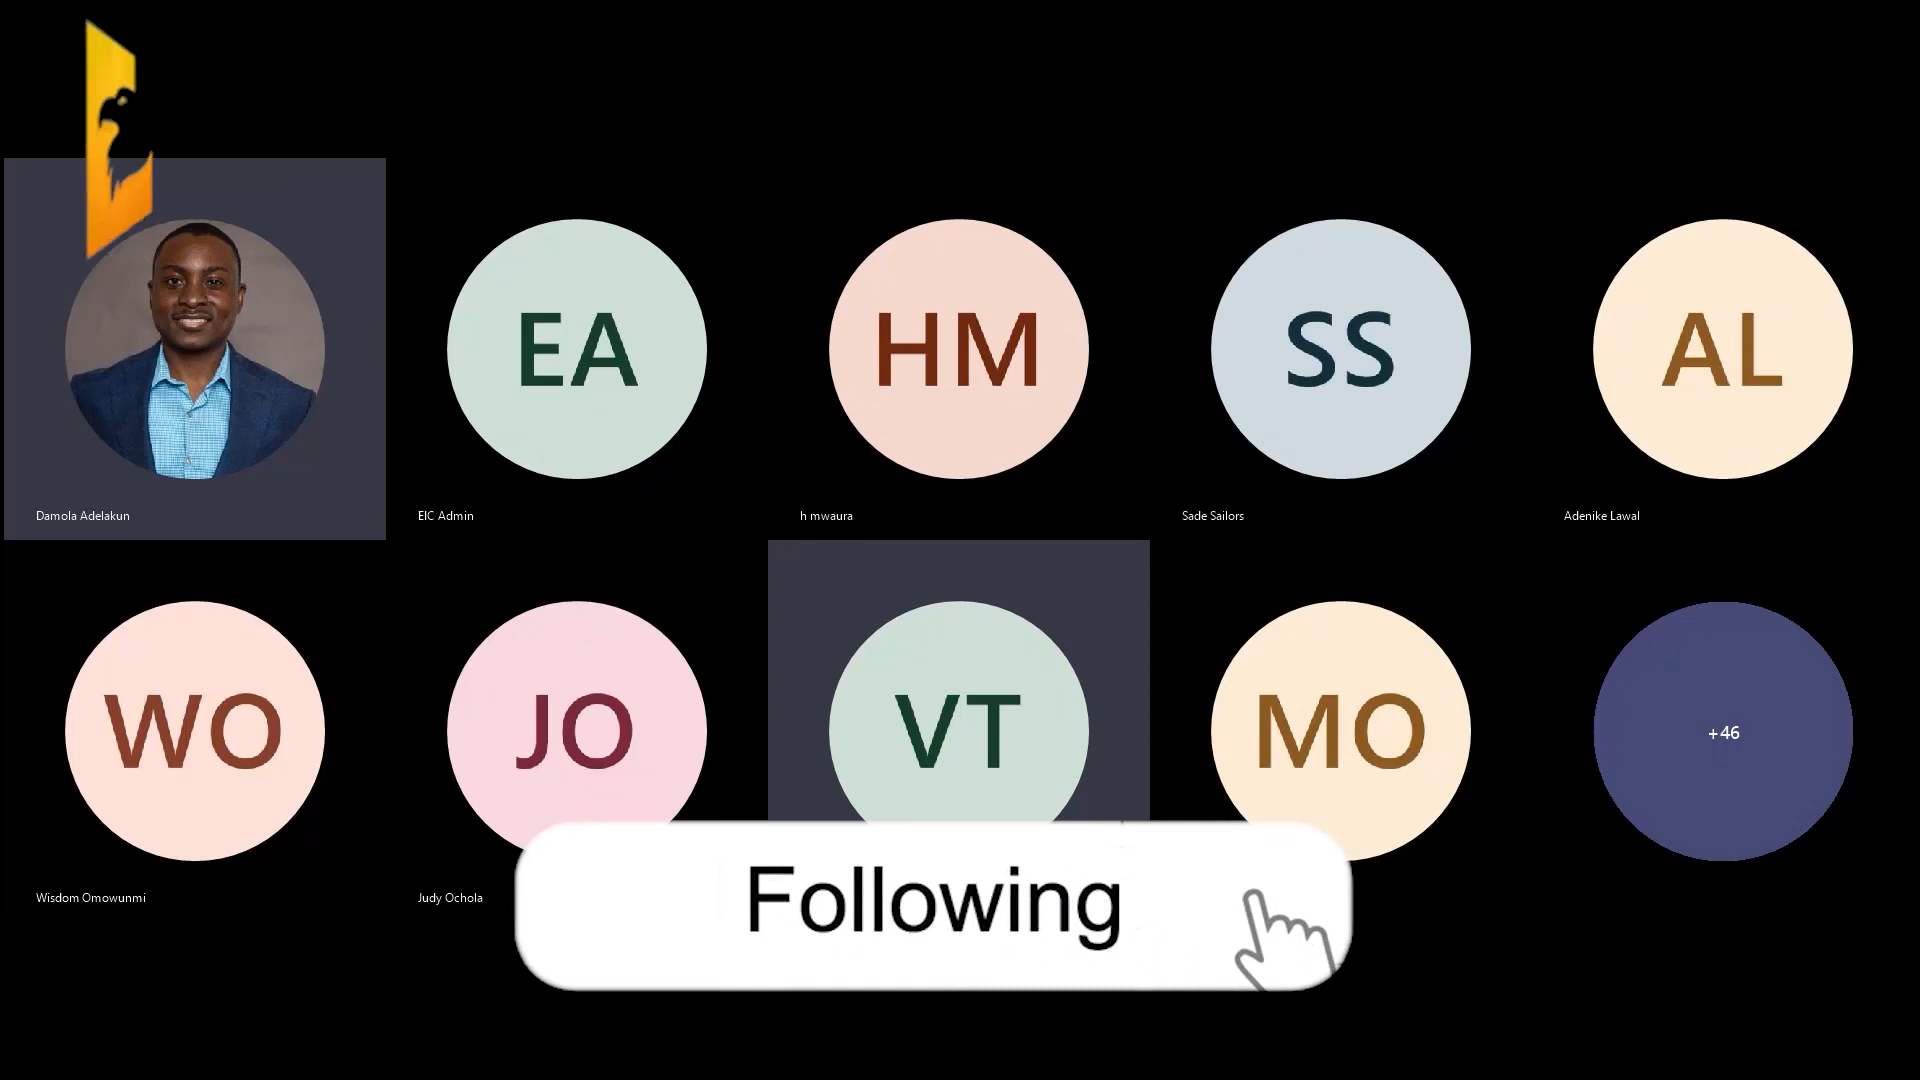 EA
HM
SS
AL
Damola Adelakun
EIC Admin
h mwaura
Sade Sailors
Adenike Lawal
WO
JO
VT
MO
+46
Wisdom Omowunmi
Judy Ochola
Following